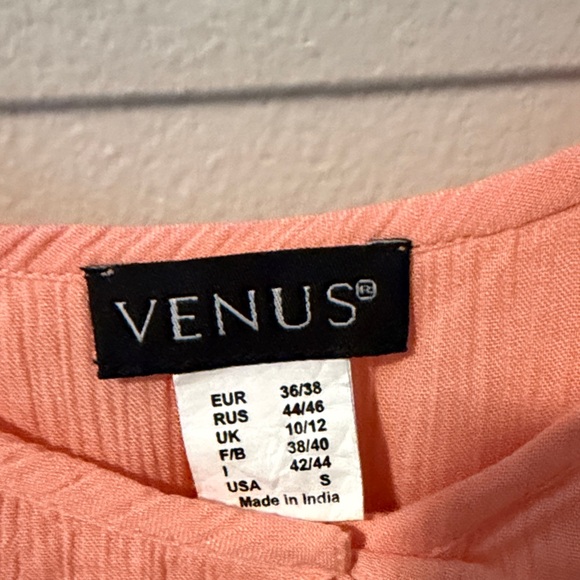 VENUS®
EUR 36/38
RUS 44/46
UK 10/12
F/B 38/40
I 42/44
USA S
Made in India